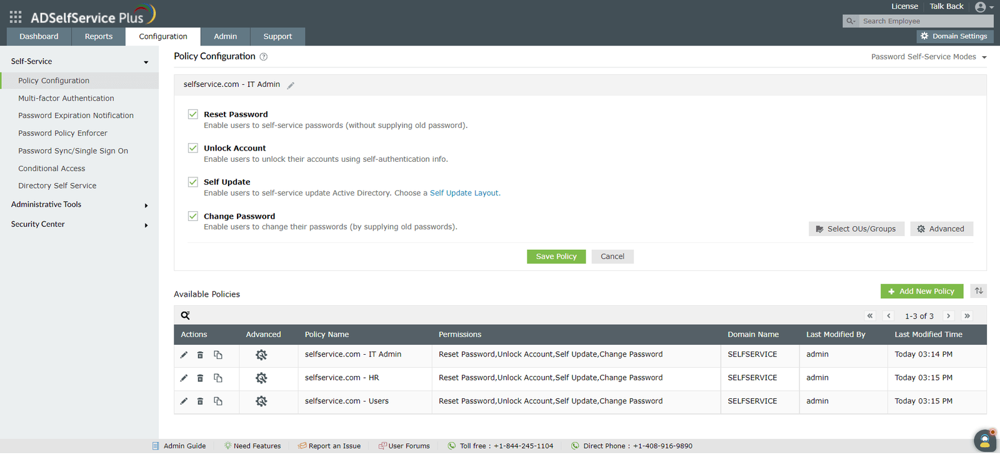 License Talk Back
ADSelfService Plus
Search Employee
Dashboard Reports Configuration Admin Support
Domain Settings
Self-Service
Policy Configuration
Multi-factor Authentication
Password Expiration Notification
Password Policy Enforcer
Password Sync/Single Sign On
Conditional Access
Directory Self Service
Administrative Tools
Security Center
Policy Configuration ?
Password Self-Service Modes
selfservice.com - IT Admin
Reset Password
Enable users to self-service passwords (without supplying old password).
Unlock Account
Enable users to unlock their accounts using self-authentication info.
Self Update
Enable users to self-service update Active Directory. Choose a Self Update Layout.
Change Password
Enable users to change their passwords (by supplying old passwords).
Select OUs/Groups Advanced
Save Policy Cancel
Available Policies
+ Add New Policy
« ‹ 1-3 of 3 › »
Actions Advanced Policy Name Permissions Domain Name Last Modified By Last Modified Time
selfservice.com - IT Admin Reset Password,Unlock Account,Self Update,Change Password SELFSERVICE admin Today 03:14 PM
selfservice.com - HR Reset Password,Unlock Account,Self Update,Change Password SELFSERVICE admin Today 03:15 PM
selfservice.com - Users Reset Password,Unlock Account,Self Update,Change Password SELFSERVICE admin Today 03:15 PM
Admin Guide Need Features Report an Issue User Forums Toll free : +1-844-245-1104 Direct Phone : +1-408-916-9890